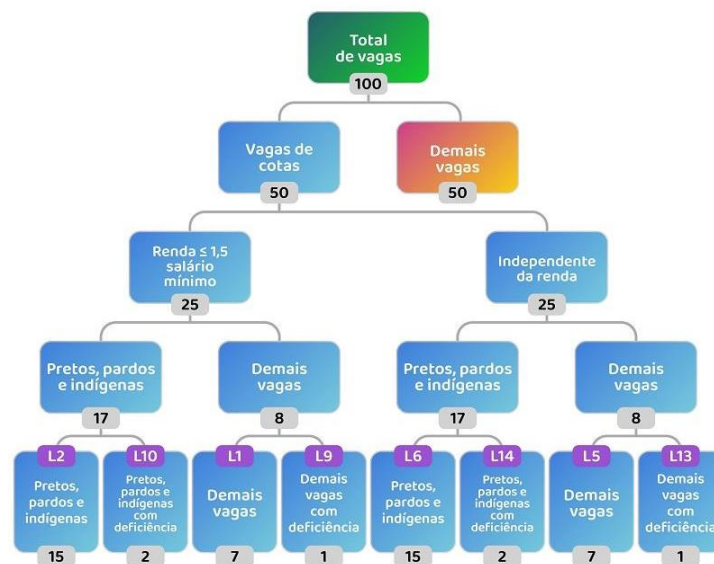 Total
de vagas
100
Vagas de
cotas
50
Demais
vagas
50
Renda ≤ 1,5
salário
mínimo
25
Independente
da renda
25
Pretos, pardos
e indígenas
17
Demais
vagas
8
Pretos, pardos
e indígenas
17
Demais
vagas
8
L2
Pretos,
pardos e
indígenas
15
L10
Pretos,
pardos e
indígenas
com
deficiência
2
L1
Demais
vagas
7
L9
Demais
vagas
com
deficiência
1
L6
Pretos,
pardos e
indígenas
15
L14
Pretos,
pardos e
indígenas
com
deficiência
2
L5
Demais
vagas
7
L13
Demais
vagas
com
deficiência
1